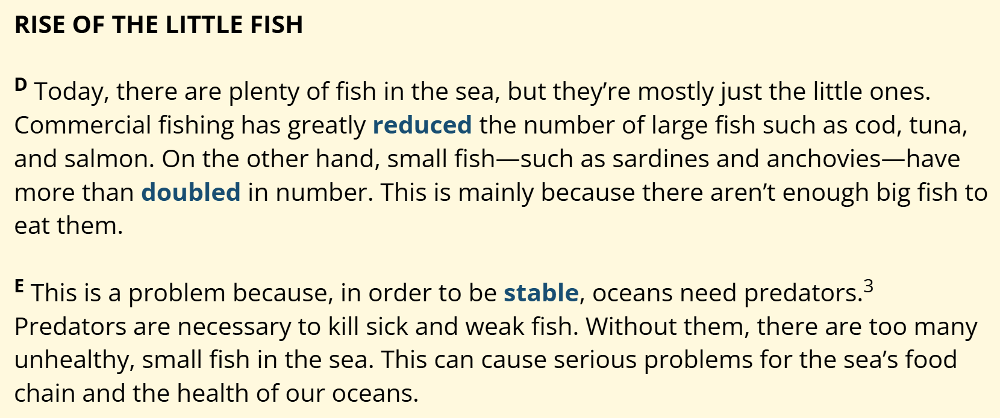 RISE OF THE LITTLE FISH
D Today, there are plenty of fish in the sea, but they’re mostly just the little ones.
Commercial fishing has greatly reduced the number of large fish such as cod, tuna,
and salmon. On the other hand, small fish—such as sardines and anchovies—have
more than doubled in number. This is mainly because there aren’t enough big fish to
eat them.
E This is a problem because, in order to be stable, oceans need predators.3
Predators are necessary to kill sick and weak fish. Without them, there are too many
unhealthy, small fish in the sea. This can cause serious problems for the sea’s food
chain and the health of our oceans.